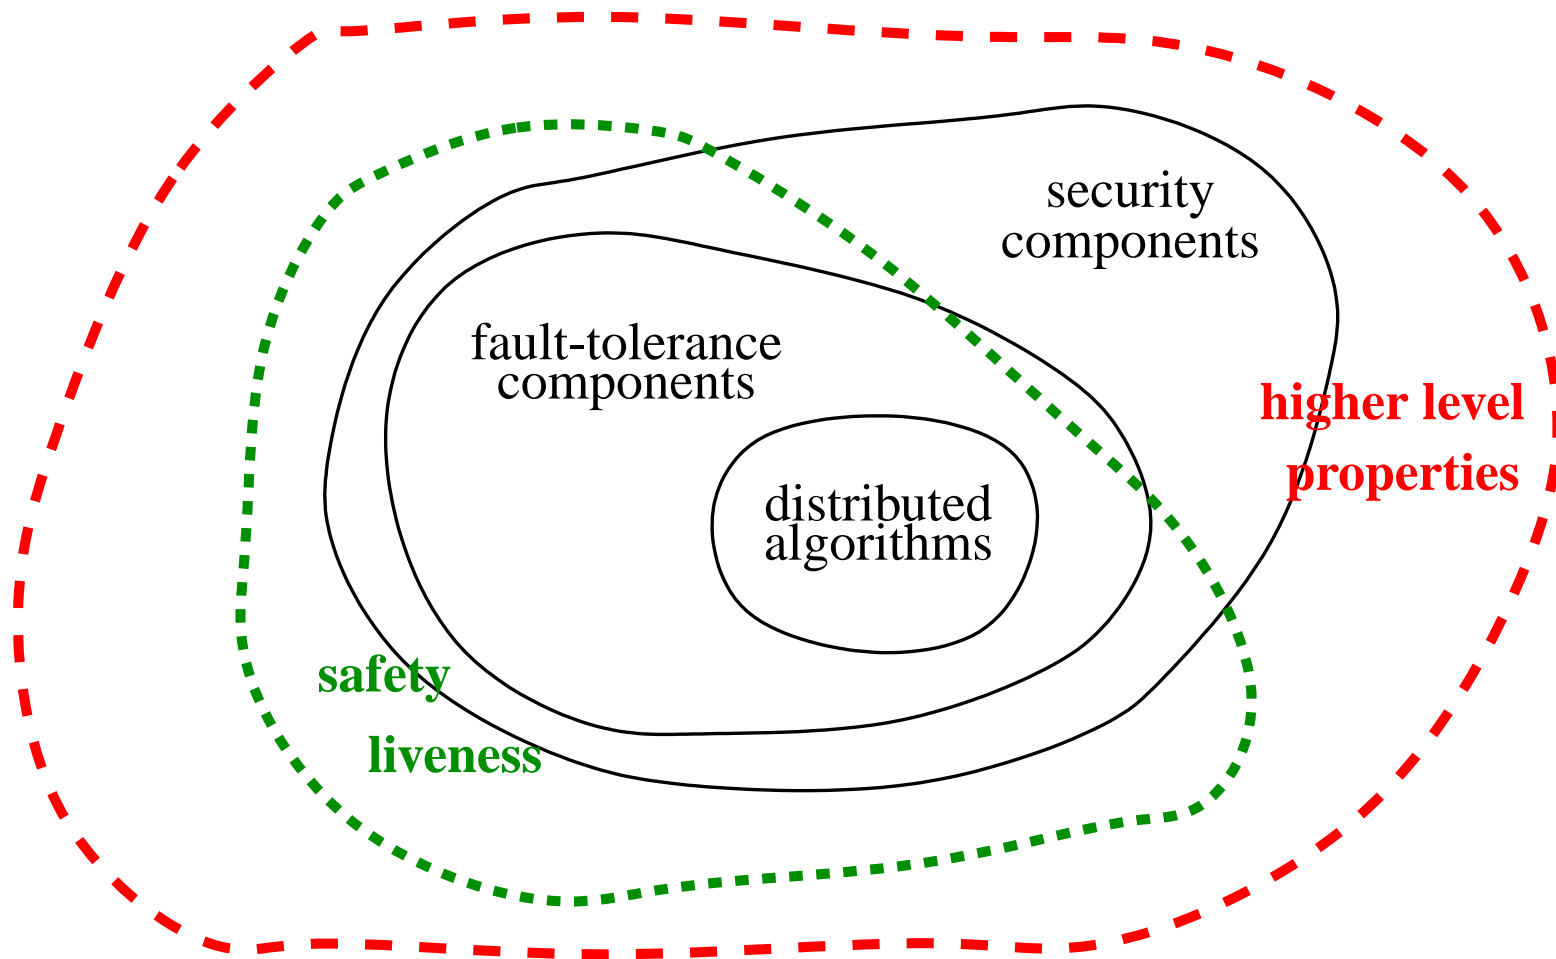 security
components
fault-tolerance
components
higher level
properties
distributed
algorithms
safety
liveness